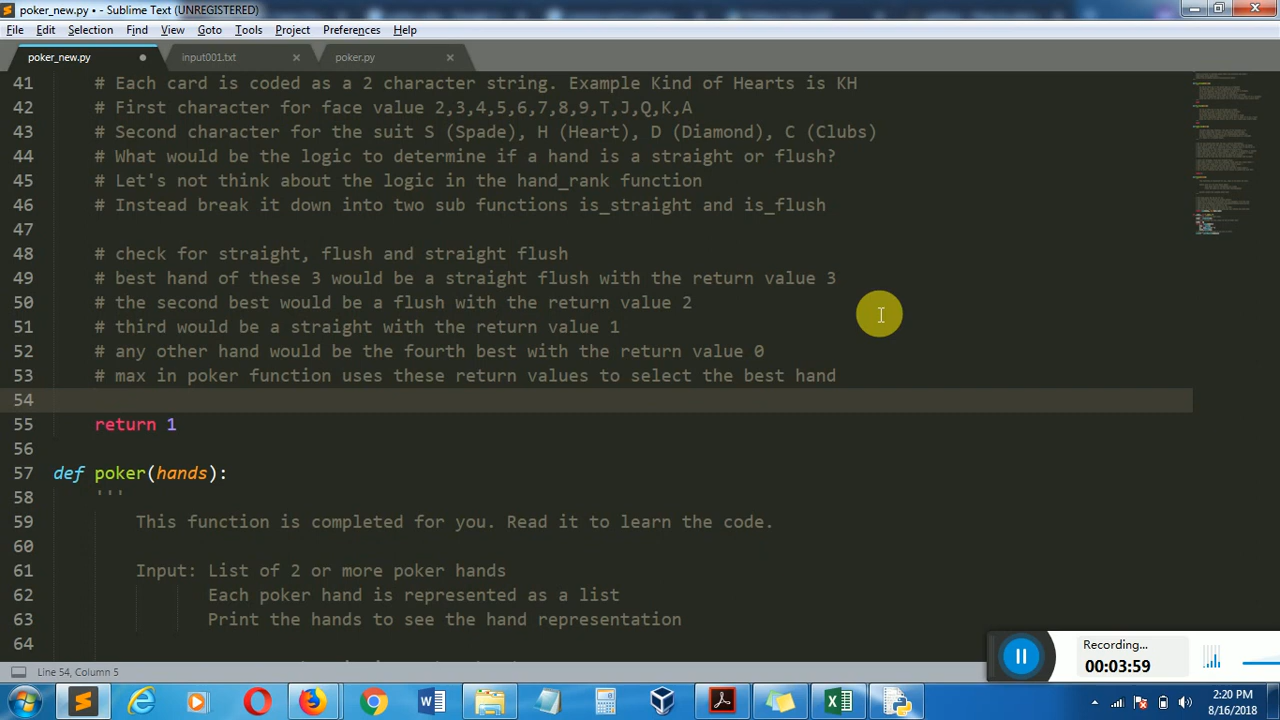 poker_new.py • - Sublime Text (UNREGISTERED)
File Edit Selection Find View Goto Tools Project Preferences Help
poker_new.py input001.txt poker.py
41 # Each card is coded as a 2 character string. Example Kind of Hearts is KH
42 # First character for face value 2,3,4,5,6,7,8,9,T,J,Q,K,A
43 # Second character for the suit S (Spade), H (Heart), D (Diamond), C (Clubs)
44 # What would be the logic to determine if a hand is a straight or flush?
45 # Let's not think about the logic in the hand_rank function
46 # Instead break it down into two sub functions is_straight and is_flush
47
48 # check for straight, flush and straight flush
49 # best hand of these 3 would be a straight flush with the return value 3
50 # the second best would be a flush with the return value 2
51 # third would be a straight with the return value 1
52 # any other hand would be the fourth best with the return value 0
53 # max in poker function uses these return values to select the best hand
54
55 return 1
56
57 def poker(hands):
58 '''
59 This function is completed for you. Read it to learn the code.
60
61 Input: List of 2 or more poker hands
62 Each poker hand is represented as a list
63 Print the hands to see the hand representation
64
Recording...
00:03:59
Line 54, Column 5
2:20 PM
8/16/2018